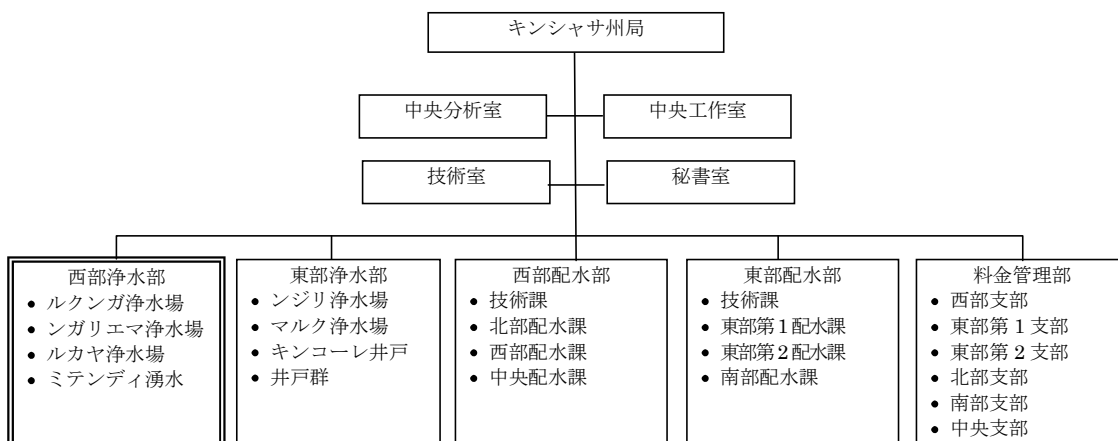 キンシャサ州局
中央分析室
中央工作室
技術室
秘書室
西部浄水部
• ルクンガ浄水場
• ンガリエマ浄水場
• ルカヤ浄水場
• ミテンディ湧水
東部浄水部
• ンジリ浄水場
• マルク浄水場
• キンコーレ井戸
• 井戸群
西部配水部
• 技術課
• 北部配水課
• 西部配水課
• 中央配水課
東部配水部
• 技術課
• 東部第1配水課
• 東部第2配水課
• 南部配水課
料金管理部
• 西部支部
• 東部第1支部
• 東部第2支部
• 北部支部
• 南部支部
• 中央支部